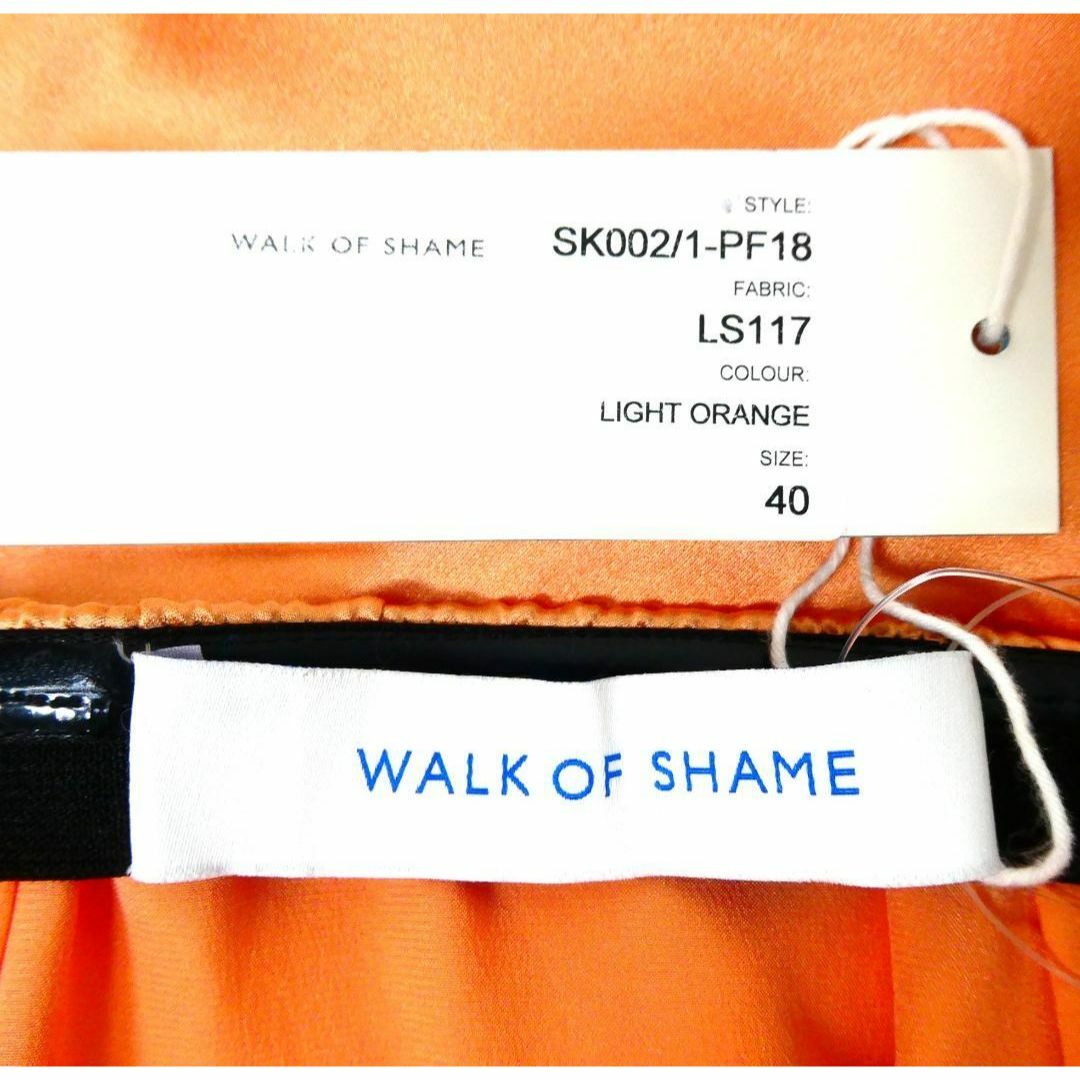 STYLE:
WALK OF SHAME SK002/1-PF18
FABRIC:
LS117
COLOUR:
LIGHT ORANGE
SIZE:
40
WALK OF SHAME